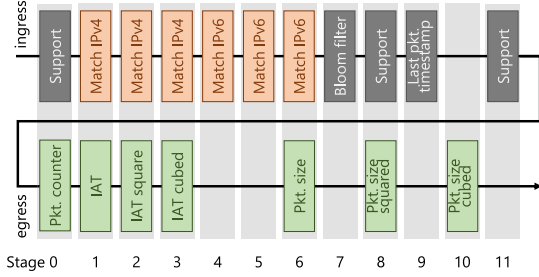 ingress
Support
Match IPv4
Match IPv4
Match IPv4
Match IPv6
Match IPv6
Match IPv6
Bloom filter
Support
Last pkt.
timestamp
Support
egress
Pkt. counter
IAT
IAT square
IAT cubed
Pkt. size
Pkt. size
squared
Pkt. size
cubed
Stage 0 1 2 3 4 5 6 7 8 9 10 11